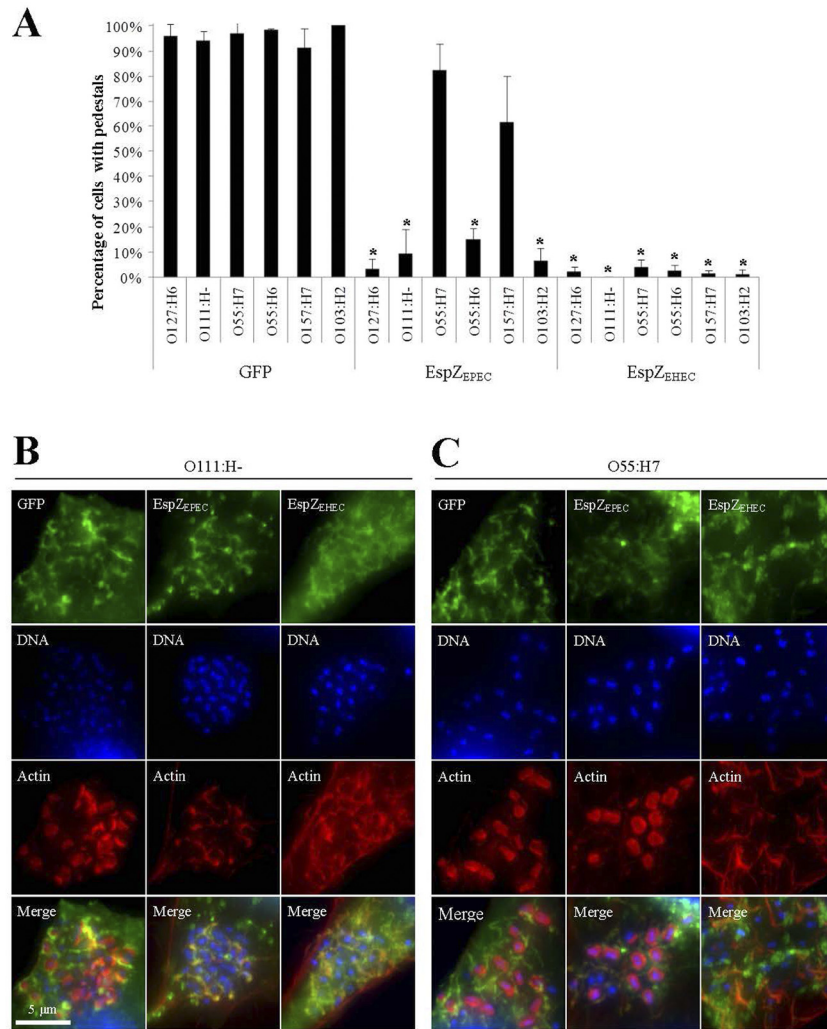 A
Percentage of cells with pedestals
100%
90%
80%
70%
60%
50%
40%
30%
20%
10%
0%
* * * * * * * * * *
O127:H6 O111:H- O55:H7 O55:H6 O157:H7 O103:H2 O127:H6 O111:H- O55:H7 O55:H6 O157:H7 O103:H2 O127:H6 O111:H- O55:H7 O55:H6 O157:H7 O103:H2
GFP EspZEPEC EspZEHEC
B
O111:H-
GFP EspZEPEC EspZEHEC
DNA DNA DNA
Actin Actin Actin
Merge Merge Merge
5 µm
C
O55:H7
GFP EspZEPEC EspZEHEC
DNA DNA DNA
Actin Actin Actin
Merge Merge Merge